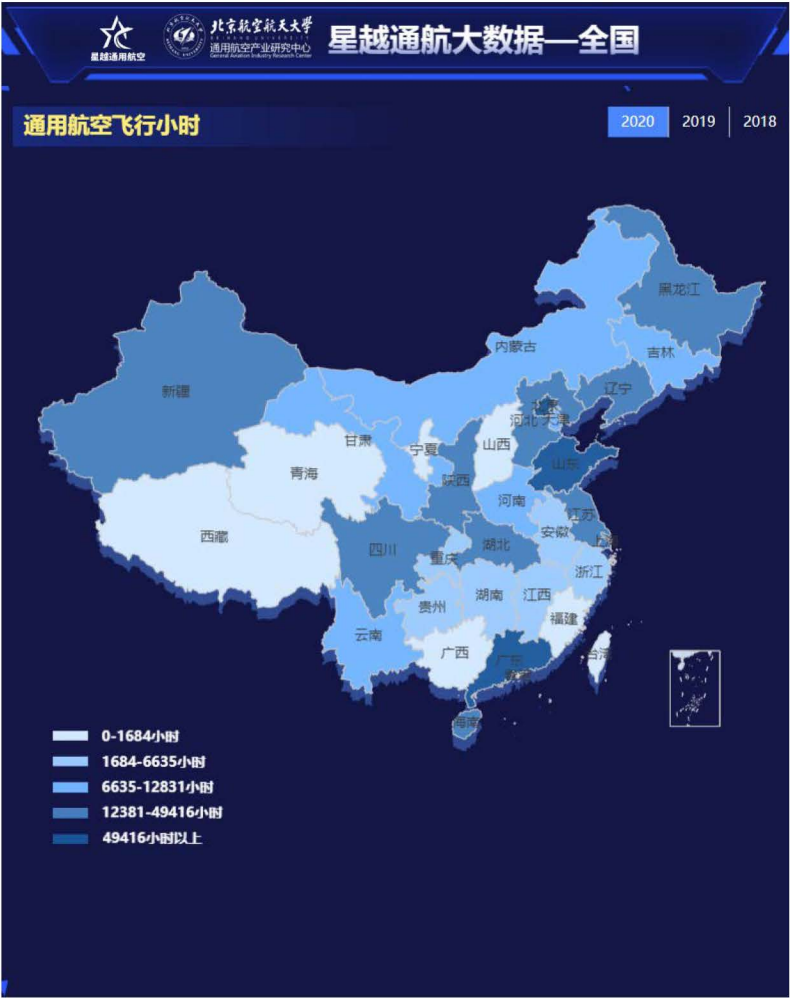 星越通用航空
北京航空航天大学
通用航空产业研究中心
General Aviation Industry Research Center
星越通航大数据—全国
通用航空飞行小时
2020 2019 2018
黑龙江
内蒙古
吉林
新疆
辽宁
北京
河北 天津
甘肃
宁夏
山西
山东
青海
陕西
河南
江苏
西藏
安徽
上海
四川
湖北
重庆
浙江
湖南
江西
贵州
福建
云南
广西
广东
台湾
海南
0-1684小时
1684-6635小时
6635-12831小时
12381-49416小时
49416小时以上